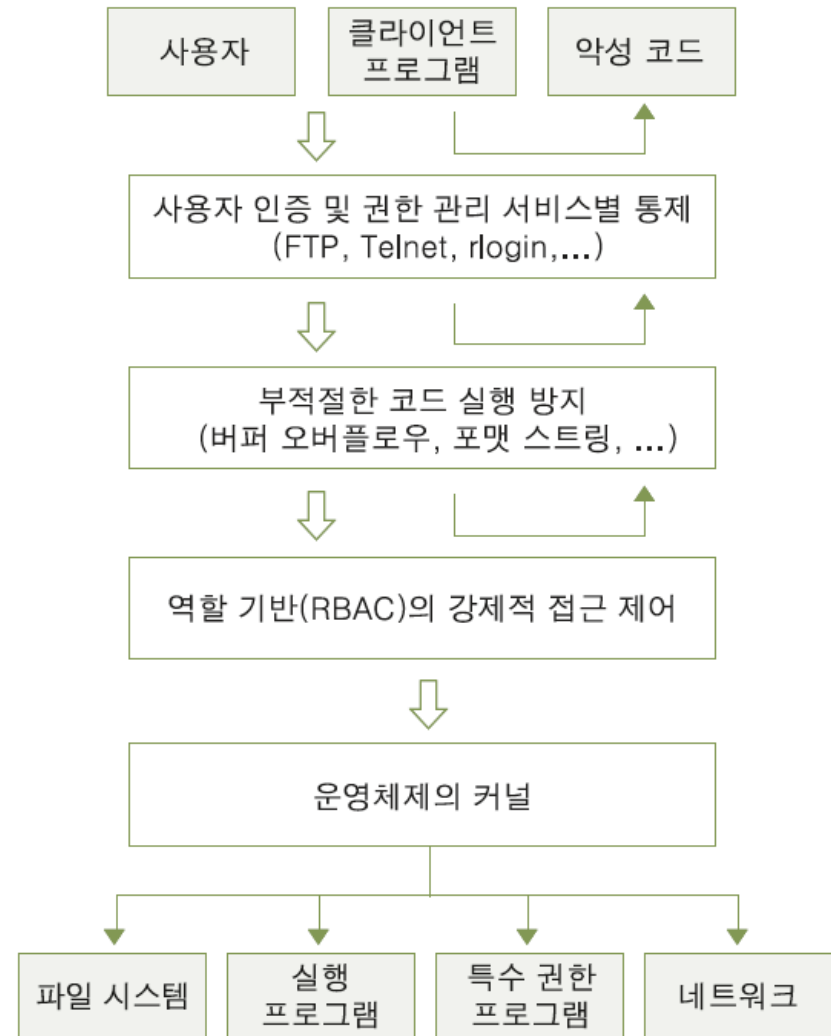 사용자
클라이언트
프로그램
악성 코드
사용자 인증 및 권한 관리 서비스별 통제
(FTP, Telnet, rlogin,...)
부적절한 코드 실행 방지
(버퍼 오버플로우, 포맷 스트링, ...)
역할 기반(RBAC)의 강제적 접근 제어
운영체제의 커널
파일 시스템
실행
프로그램
특수 권한
프로그램
네트워크